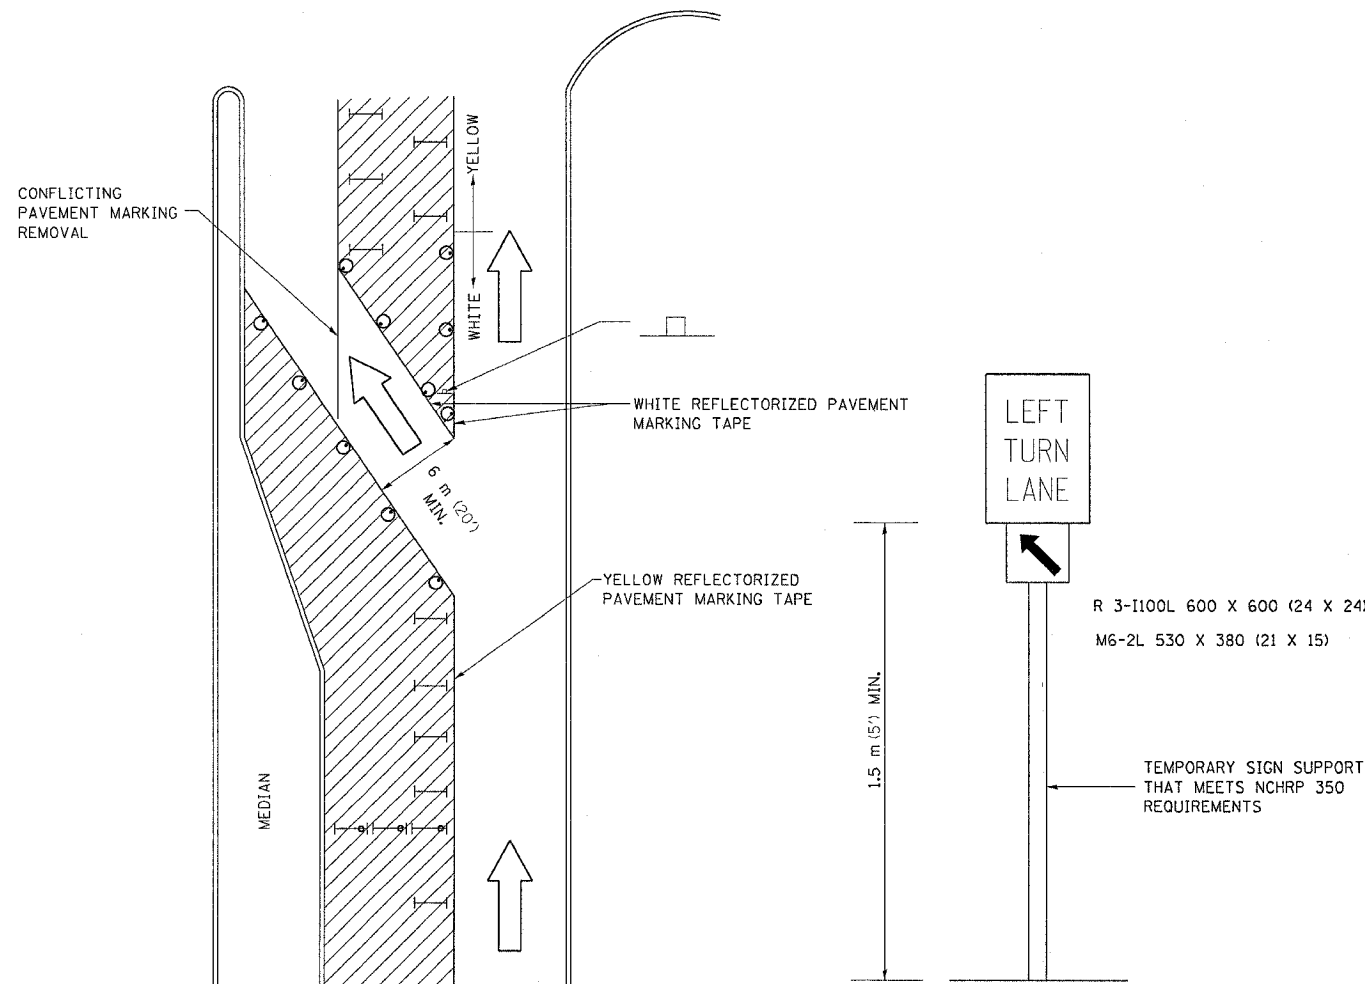 CONFLICTING
PAVEMENT MARKING
REMOVAL
YELLOW
WHITE
WHITE REFLECTORIZED PAVEMENT
MARKING TAPE
6 m (20')
MIN.
YELLOW REFLECTORIZED
PAVEMENT MARKING TAPE
MEDIAN
LEFT
TURN
LANE
R 3-I100L 600 X 600 (24 X 24)
M6-2L 530 X 380 (21 X 15)
1.5 m (5') MIN.
TEMPORARY SIGN SUPPORT
THAT MEETS NCHRP 350
REQUIREMENTS